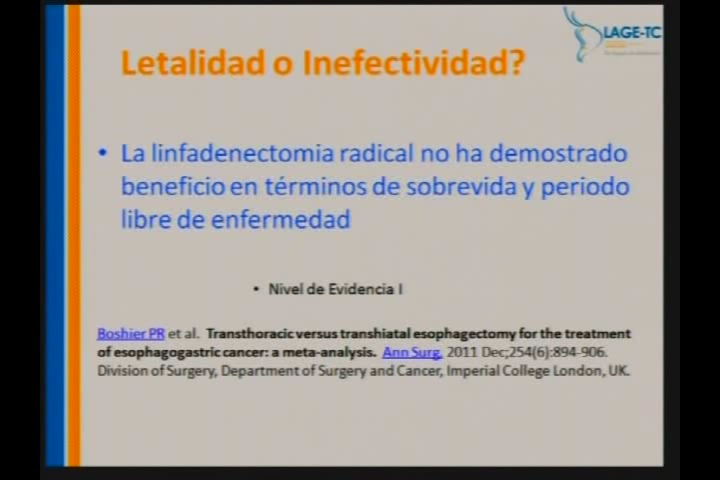 LAGE-TC
Letalidad o Inefectividad?
• La linfadenectomia radical no ha demostrado
beneficio en términos de sobrevida y periodo
libre de enfermedad
• Nivel de Evidencia I
Boshier PR et al. Transthoracic versus transhiatal esophagectomy for the treatment
of esophagogastric cancer: a meta-analysis. Ann Surg. 2011 Dec;254(6):894-906.
Division of Surgery, Department of Surgery and Cancer, Imperial College London, UK.